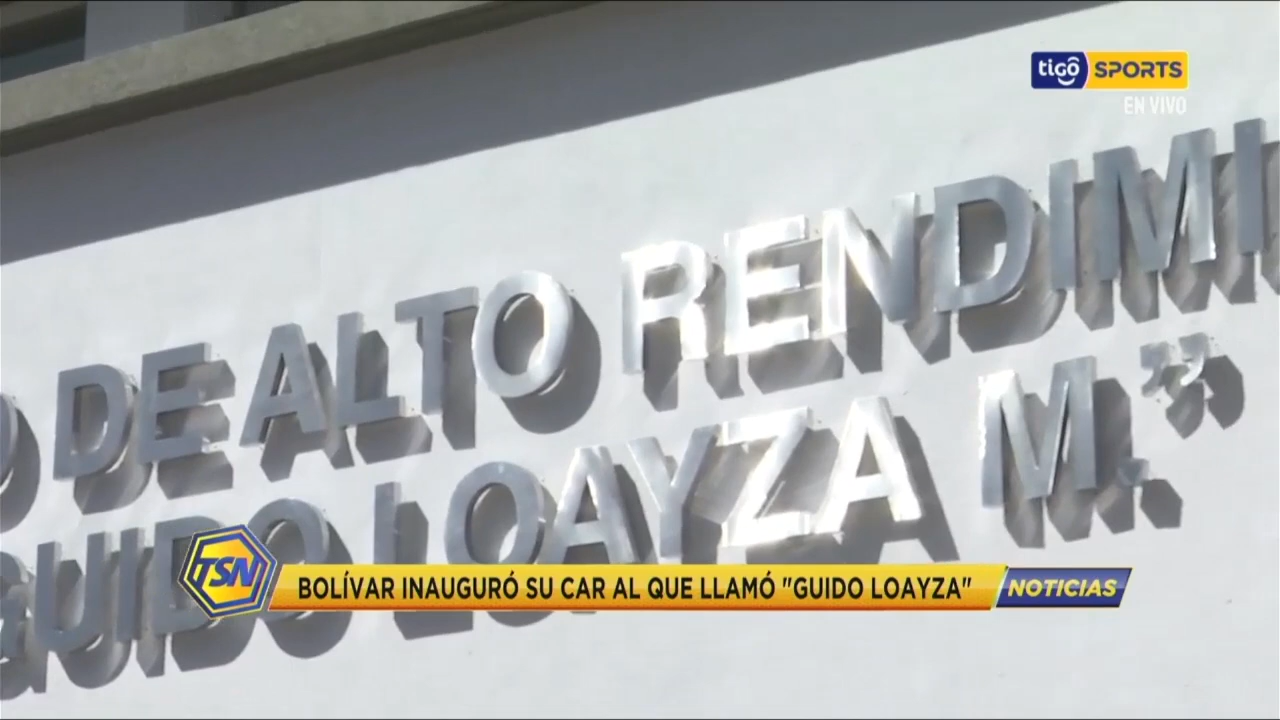 tigo SPORTS
EN VIVO
DE ALTO RENDIMI
GUIDO LOAYZA M.”
TSN
BOLÍVAR INAUGURÓ SU CAR AL QUE LLAMÓ "GUIDO LOAYZA"
NOTICIAS